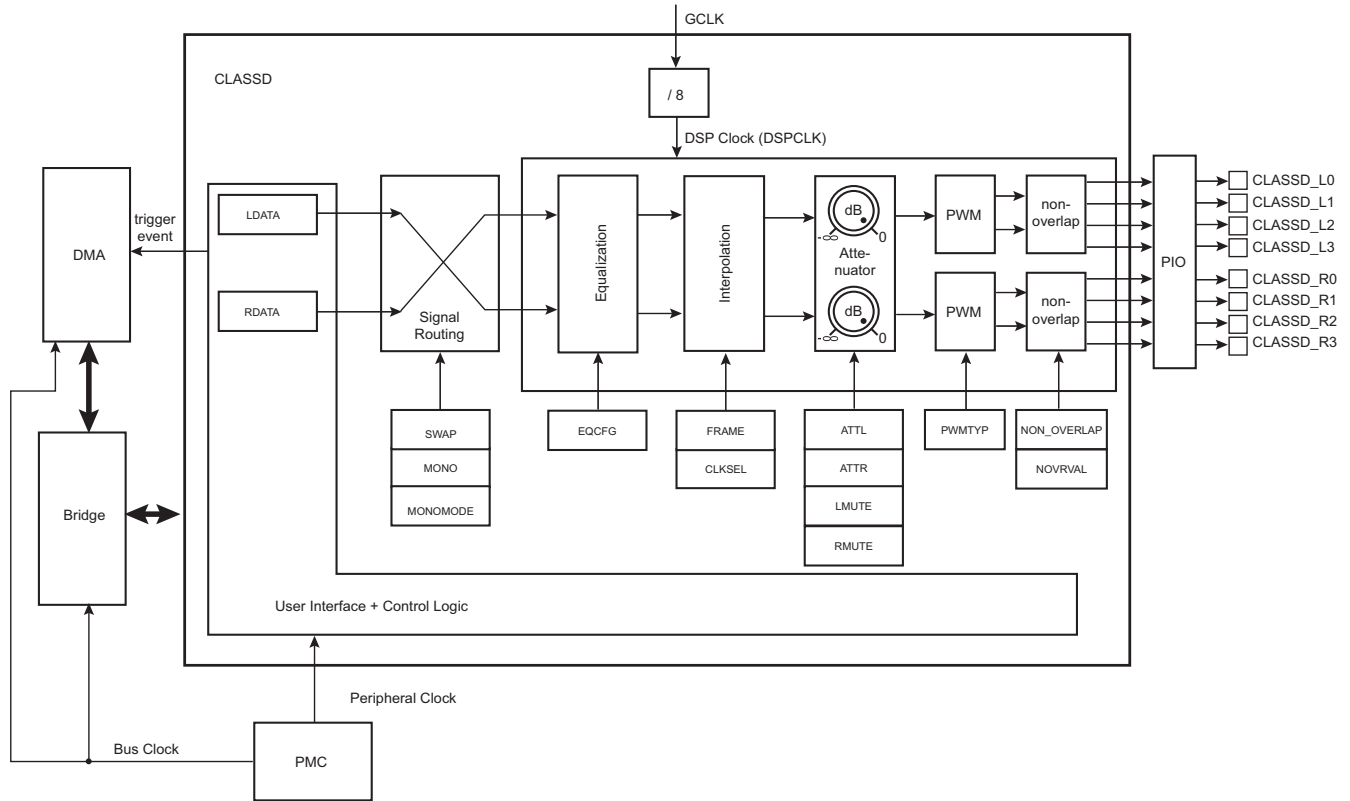 GCLK
CLASSD
/ 8
DSP Clock (DSPCLK)
DMA
trigger
event
LDATA
RDATA
Signal
Routing
Equalization
Interpolation
dB
-∞
0
Atte-
nuator
dB
-∞
0
PWM
PWM
non-
overlap
non-
overlap
PIO
CLASSD_L0
CLASSD_L1
CLASSD_L2
CLASSD_L3
CLASSD_R0
CLASSD_R1
CLASSD_R2
CLASSD_R3
SWAP
MONO
MONOMODE
EQCFG
FRAME
CLKSEL
ATTL
ATTR
LMUTE
RMUTE
PWMTYP
NON_OVERLAP
NOVRVAL
Bridge
User Interface + Control Logic
Peripheral Clock
Bus Clock
PMC